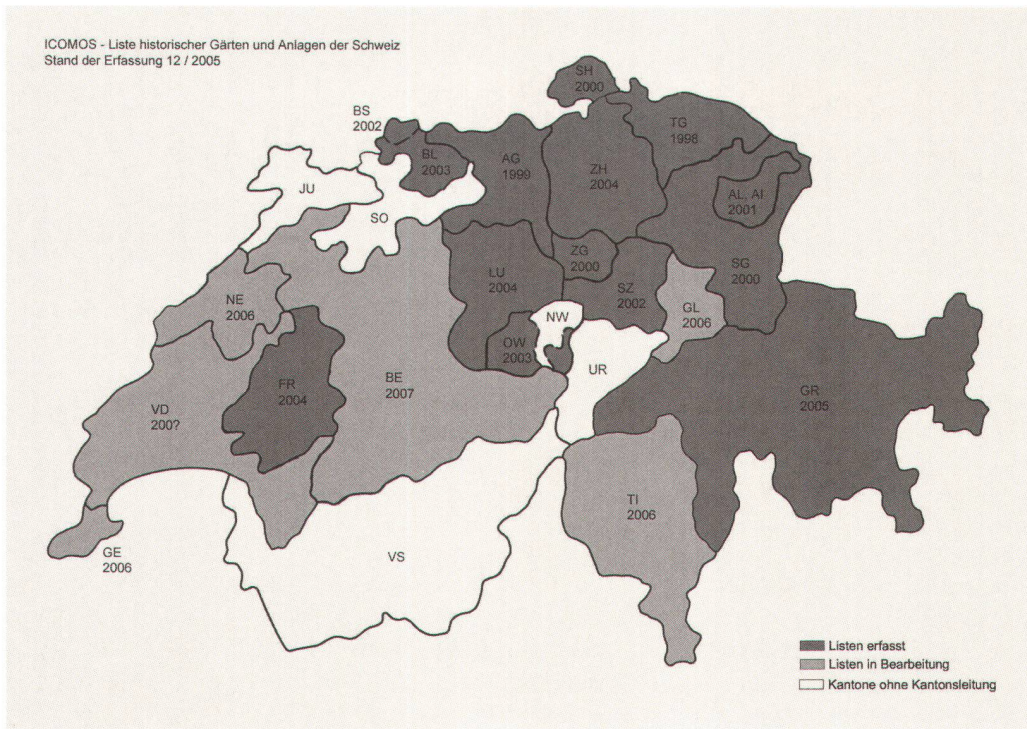 ICOMOS - Liste historischer Gärten und Anlagen der Schweiz
Stand der Erfassung 12 / 2005
SH
2000
BS
2002
TG
1998
BL
2003
AG
1999
ZH
2004
JU
AL, AI
2001
SO
ZG
2000
SG
2000
LU
2004
SZ
2002
NE
2006
GL
2006
NW
OW
2003
UR
FR
2004
BE
2007
GR
2005
VD
200?
TI
2006
GE
2006
VS
Listen erfasst
Listen in Bearbeitung
Kantone ohne Kantonsleitung